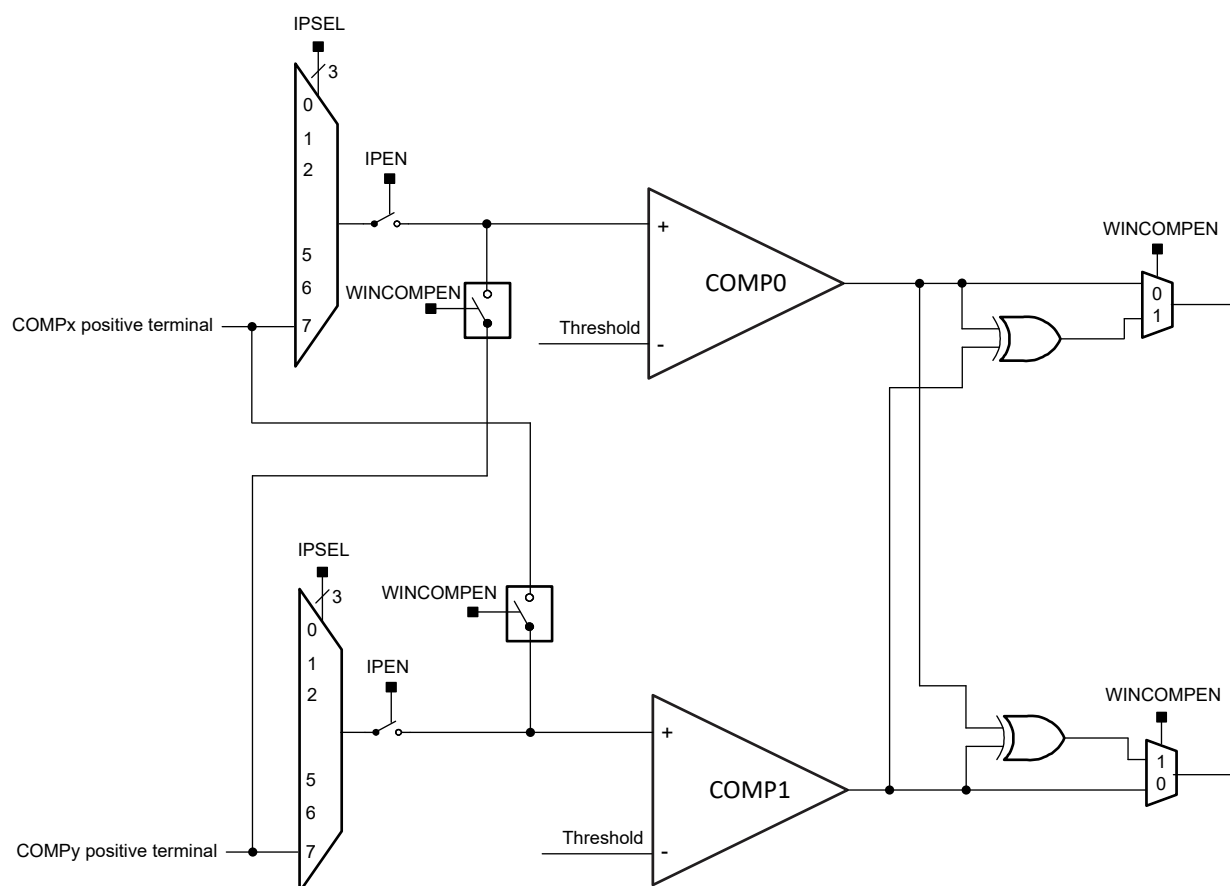 IPSEL
3
0
1
2
IPEN
5
6
7
COMPx positive terminal
WINCOMPEN
+
COMP0
Threshold
-
WINCOMPEN
0
1
IPSEL
3
0
1
2
IPEN
5
6
7
COMPy positive terminal
WINCOMPEN
+
COMP1
Threshold
-
WINCOMPEN
1
0